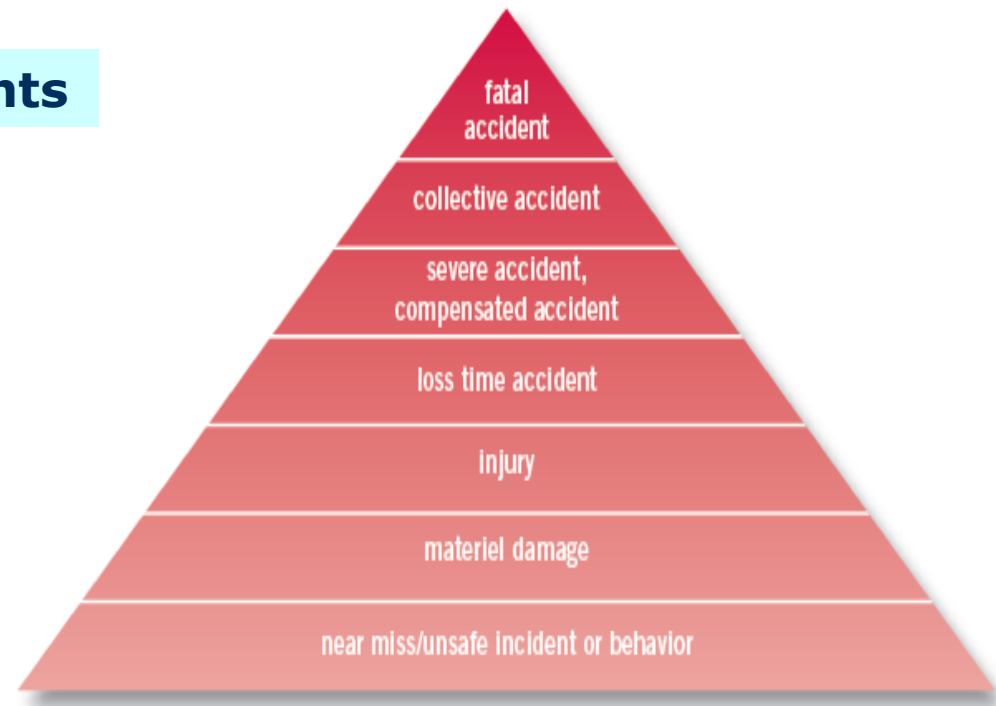 nts
fatal
accident
collective accident
severe accident,
compensated accident
loss time accident
injury
materiel damage
near miss/unsafe incident or behavior